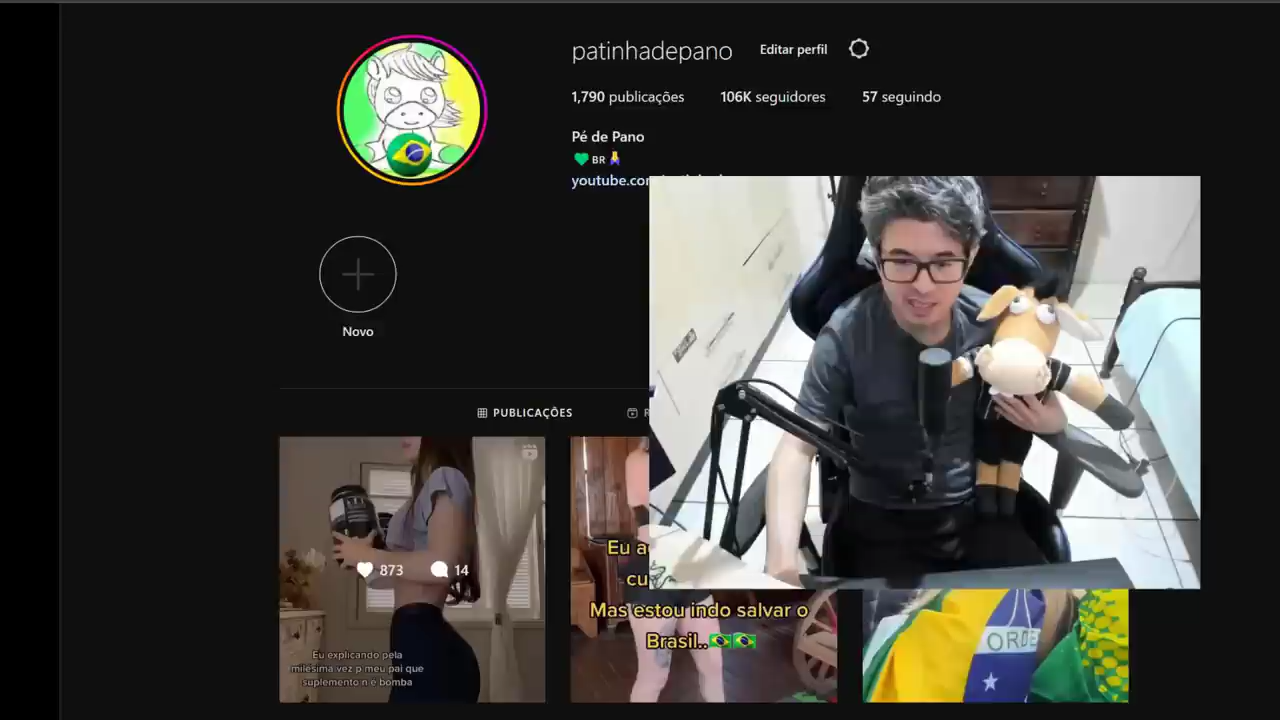 patinhadepano Editar perfil
1,790 publicações 106K seguidores 57 seguindo
Pé de Pano
BR
youtube.com
Novo
PUBLICAÇÕES
873 14
Eu explicando pela
milésima vez p meu pai que
suplemento n é bomba
Eu a
cu
Mas estou indo salvar o
Brasil..
ORDE